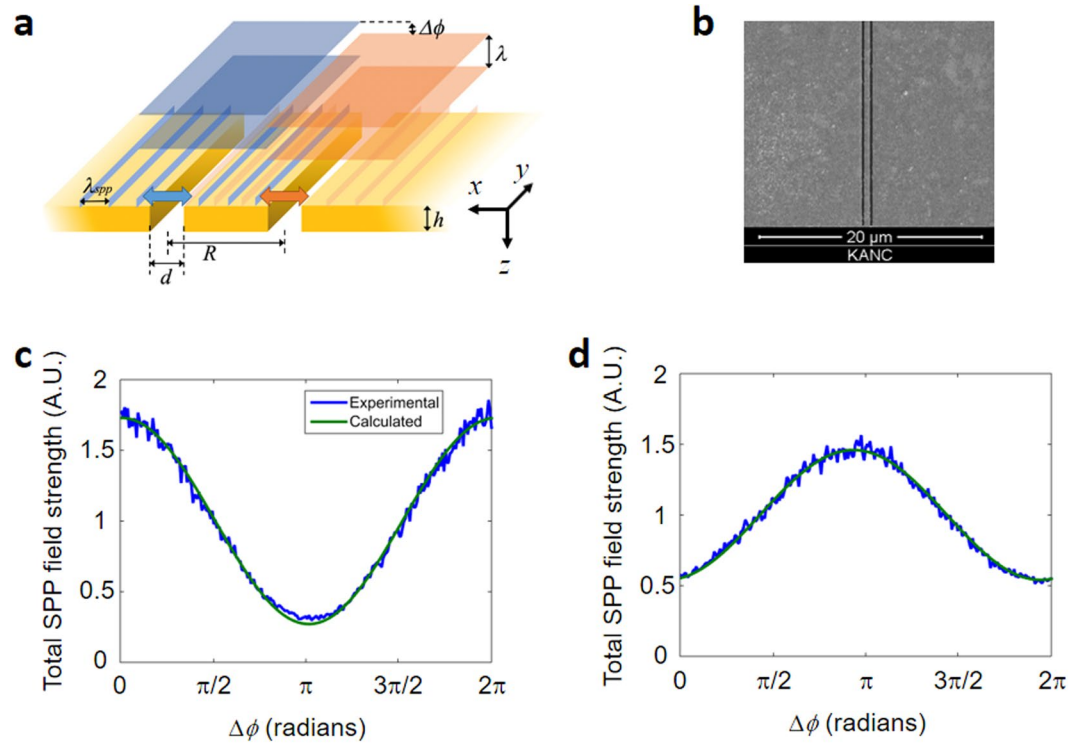 a
Δϕ
λ
λspp
x
y
z
h
R
d
b
20 µm
KANC
c
Total SPP field strength (A.U.)
2
1.5
1
0.5
0
Experimental
Calculated
0
π/2
π
3π/2
2π
Δϕ (radians)
d
Total SPP field strength (A.U.)
2
1.5
1
0.5
0
0
π/2
π
3π/2
2π
Δϕ (radians)